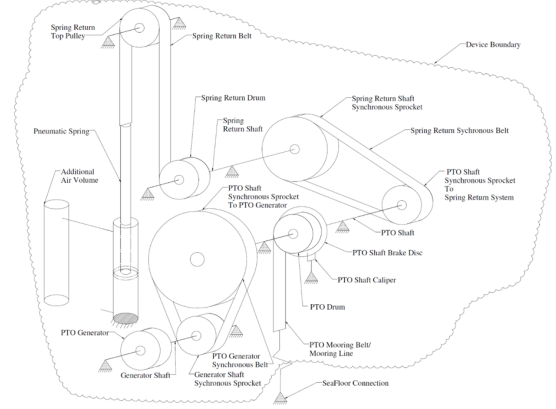 Spring Return
Top Pulley
Spring Return Belt
Device Boundary
Spring Return Drum
Spring Return Shaft
Synchronous Sprocket
Spring
Return Shaft
Spring Return Sychronous Belt
Pneumatic Spring
Additional
Air Volume
PTO Shaft
Synchronous Sprocket
To PTO Generator
PTO Shaft
Synchronous Sprocket
To
Spring Return System
PTO Shaft
PTO Shaft Brake Disc
PTO Shaft Caliper
PTO Drum
PTO Generator
PTO Generator
Synchronous Belt
PTO Mooring Belt/
Mooring Line
Generator Shaft
Generator Shaft
Sychronous Sprocket
SeaFloor Connection